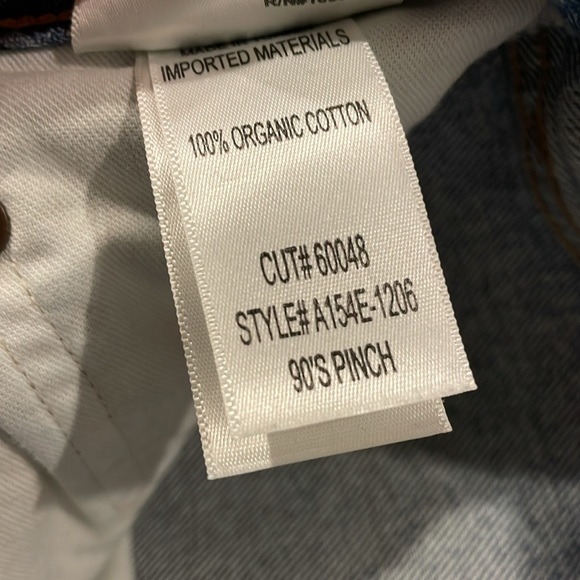 IMPORTED MATERIALS
100% ORGANIC COTTON
CUT# 60048
STYLE# A154E-1206
90'S PINCH